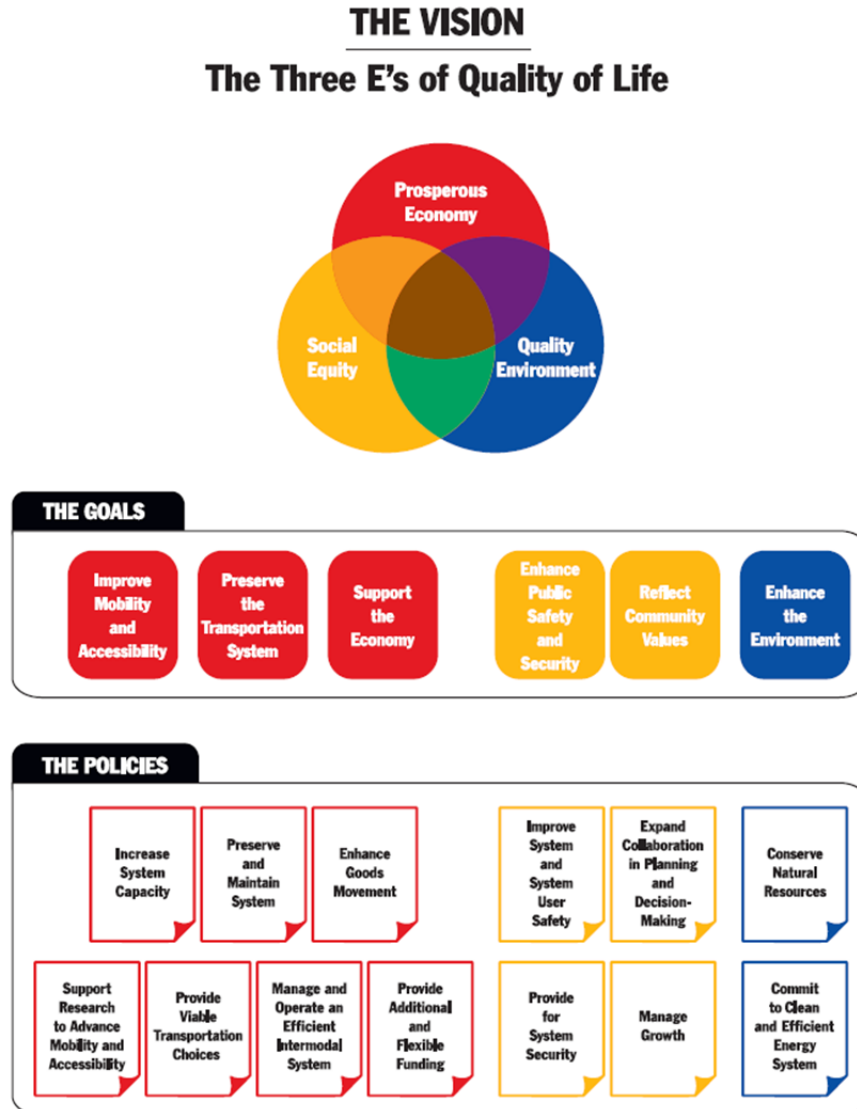 THE VISION
The Three E's of Quality of Life
Prosperous
Economy
Social
Equity
Quality
Environment
THE GOALS
Improve
Mobility
and
Accessibility
Preserve
the
Transportation
System
Support
the
Economy
Enhance
Public
Safety
and
Security
Reflect
Community
Values
Enhance
the
Environment
THE POLICIES
Increase
System
Capacity
Preserve
and
Maintain
System
Enhance
Goods
Movement
Improve
System
and
System
User
Safety
Expand
Collaboration
in Planning
and
Decision-
Making
Conserve
Natural
Resources
Support
Research
to Advance
Mobility and
Accessibility
Provide
Viable
Transportation
Choices
Manage and
Operate an
Efficient
Intermodal
System
Provide
Additional
and
Flexible
Funding
Provide
for
System
Security
Manage
Growth
Commit
to Clean
and Efficient
Energy
System